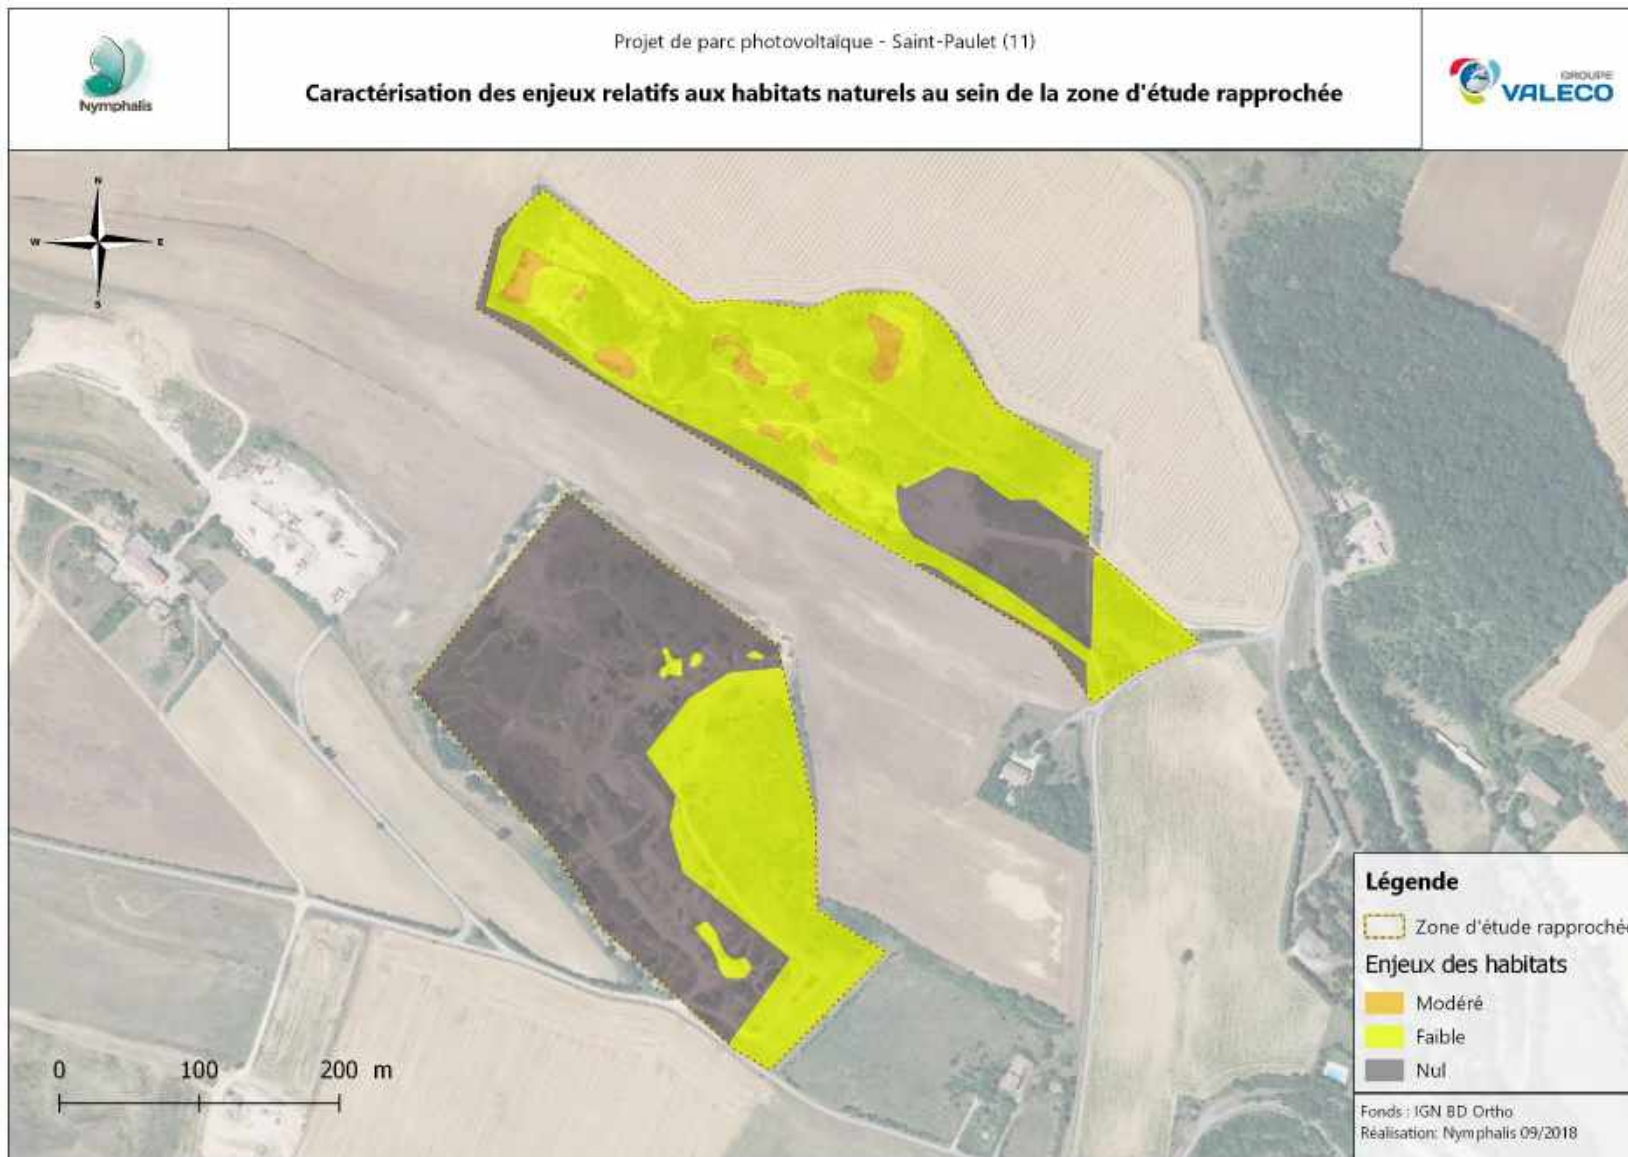 Nymphalis
Projet de parc photovoltaïque - Saint-Paulet (11)
Caractérisation des enjeux relatifs aux habitats naturels au sein de la zone d'étude rapprochée
GROUPE
VALECO
N
W
E
S
Légende
Zone d'étude rapprochée
Enjeux des habitats
Modéré
Faible
Nul
0 100 200 m
Fonds : IGN BD Ortho
Réalisation: Nymphalis 09/2018